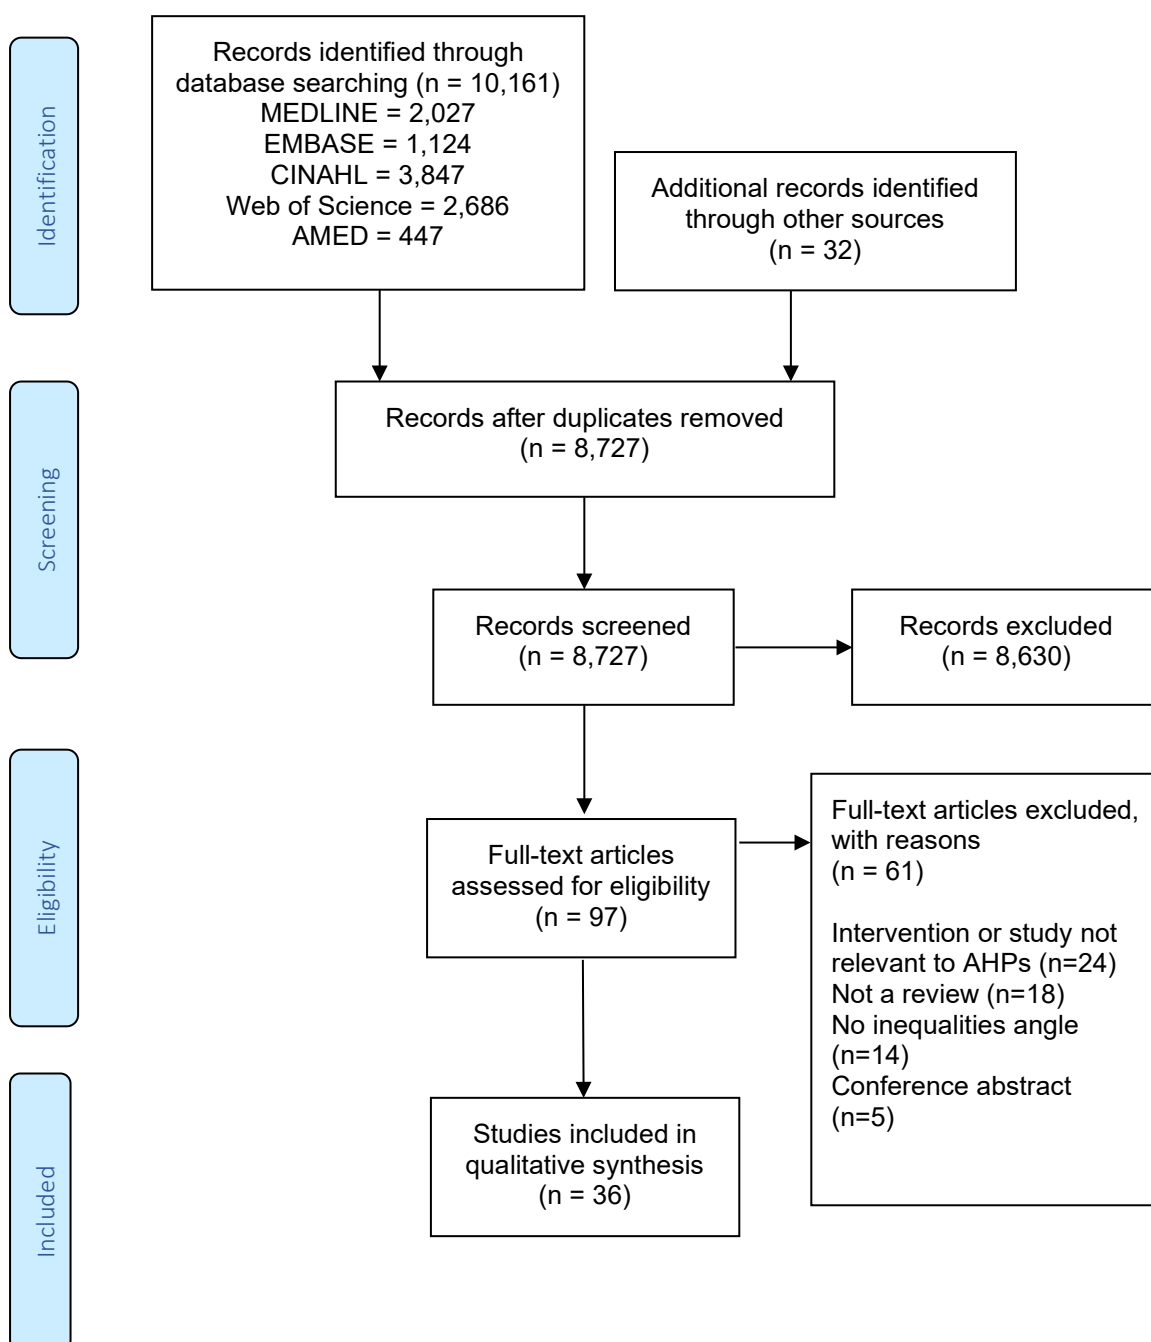 Identification
Records identified through
database searching (n = 10,161)
MEDLINE = 2,027
EMBASE = 1,124
CINAHL = 3,847
Web of Science = 2,686
AMED = 447
Additional records identified
through other sources
(n = 32)
Screening
Records after duplicates removed
(n = 8,727)
Records screened
(n = 8,727)
Records excluded
(n = 8,630)
Eligibility
Full-text articles
assessed for eligibility
(n = 97)
Full-text articles excluded,
with reasons
(n = 61)
Intervention or study not
relevant to AHPs (n=24)
Not a review (n=18)
No inequalities angle
(n=14)
Conference abstract
(n=5)
Included
Studies included in
qualitative synthesis
(n = 36)